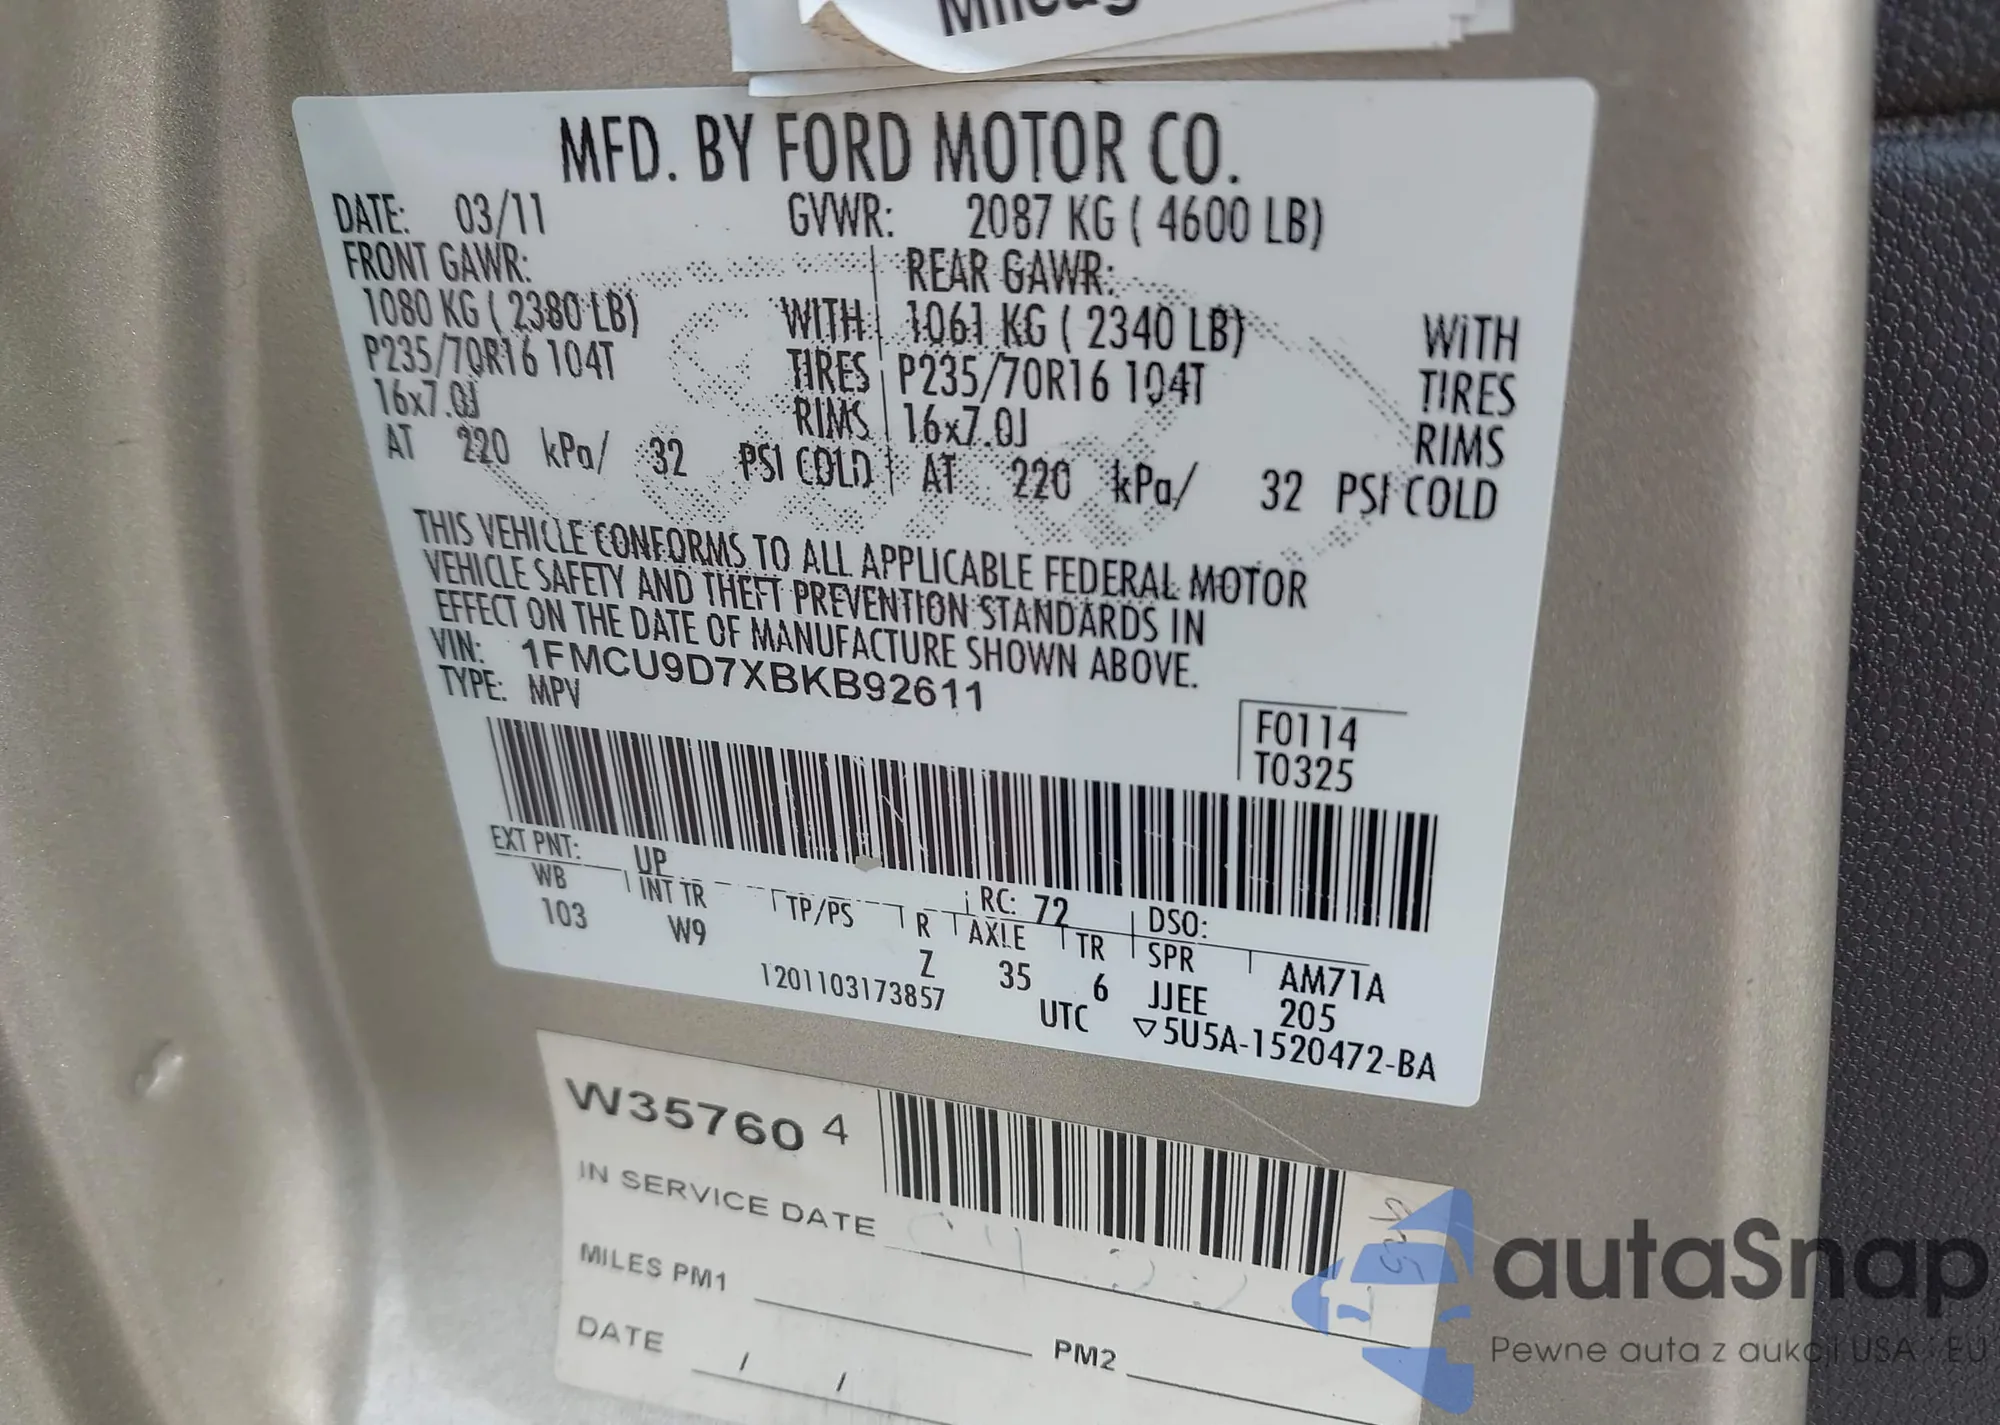 MFD. BY FORD MOTOR CO.
DATE: 03/11 GVWR: 2087 KG ( 4600 LB)
FRONT GAWR: REAR GAWR:
1080 KG ( 2380 LB) WITH 1061 KG ( 2340 LB) WITH
P235/70R16 104T TIRES P235/70R16 104T TIRES
16x7.0J RIMS 16x7.0J RIMS
AT 220 kPa/ 32 PSI COLD AT 220 kPa/ 32 PSI COLD
THIS VEHICLE CONFORMS TO ALL APPLICABLE FEDERAL MOTOR
VEHICLE SAFETY AND THEFT PREVENTION STANDARDS IN
EFFECT ON THE DATE OF MANUFACTURE SHOWN ABOVE.
VIN: 1FMCU9D7XBKB92611
TYPE: MPV
F0114
T0325
EXT PNT: UP RC: 72 DSO:
WB INT TR TP/PS R AXLE TR SPR AM71A
103 W9 Z 35 6 JJEE 205
1201103173857 UTC ▽5U5A-1520472-BA
W35760 4
IN SERVICE DATE
MILES PM1
PM2
DATE / /
autaSnap
Pewne auta z aukcji USA i EU